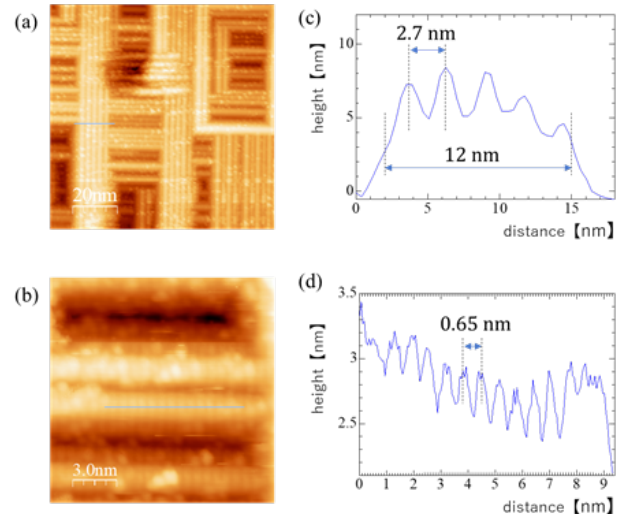 (a)
20nm
(c)
height 【nm】
10
5
0
2.7 nm
12 nm
0
5
10
15
distance 【nm】
(b)
3.0nm
(d)
height 【nm】
3.5
3
2.5
0.65 nm
0 1 2 3 4 5 6 7 8 9
distance 【nm】